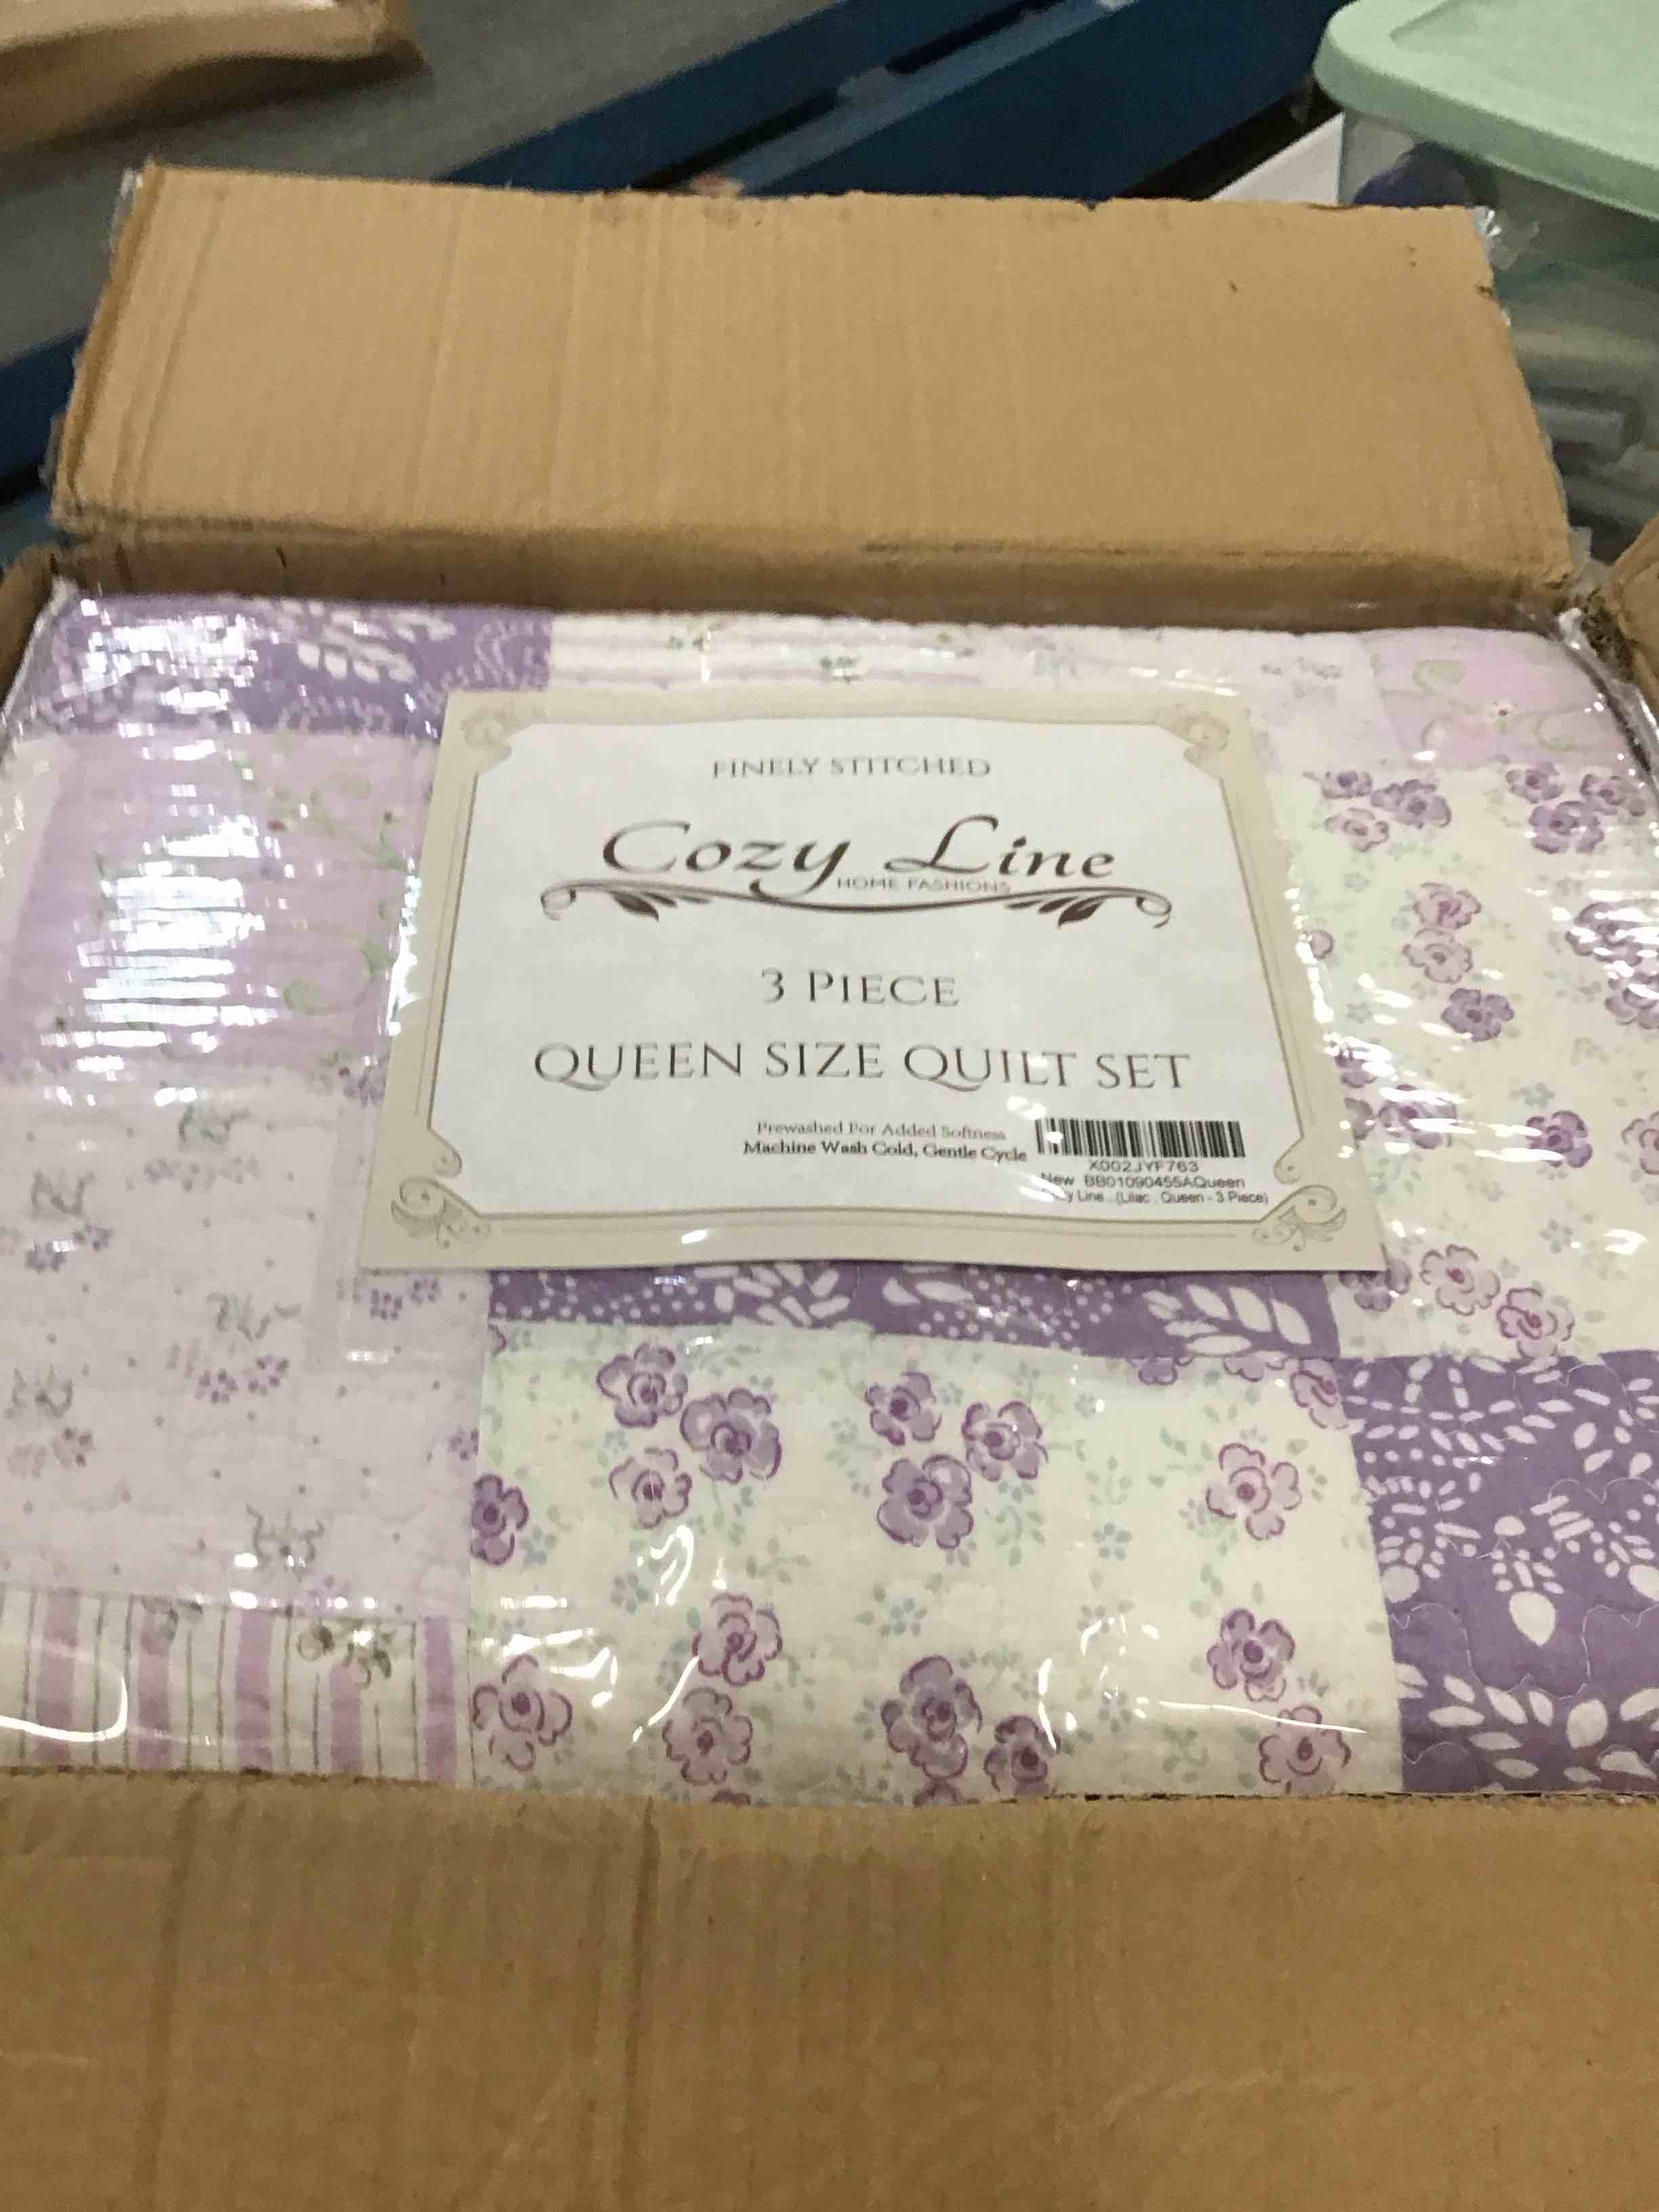 FINELY STITCHED
Cozy Line
HOME FASHIONS
3 PIECE
QUEEN SIZE QUILT SET
Prewashed For Added Softness
Machine Wash Cold, Gentle Cycle
X002JYF763
New BB01090455AQueen
Line (Lilac Queen - 3 Piece)